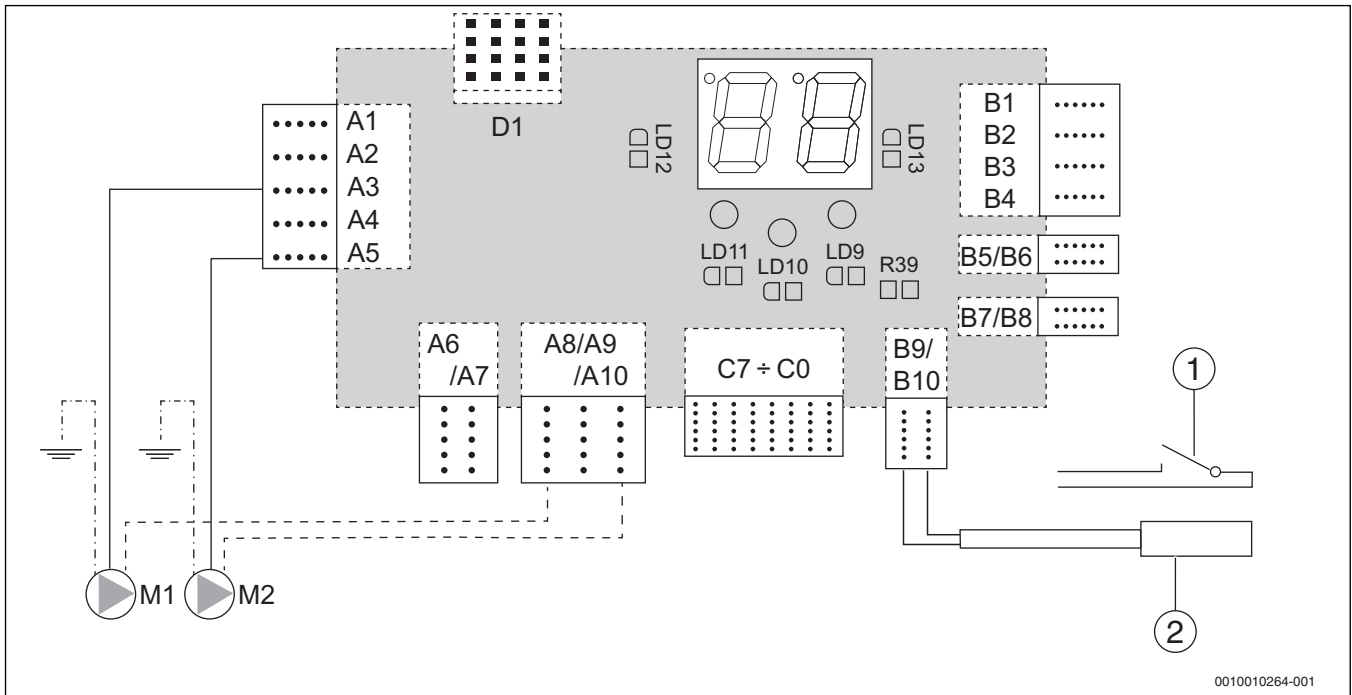 D1
A1
A2
A3
A4
A5
LD12
LD13
B1
B2
B3
B4
B5/B6
B7/B8
LD11
LD10
LD9
R39
A6
/A7
A8/A9
/A10
C7 ÷ C0
B9/
B10
1
2
M1
M2
0010010264-001